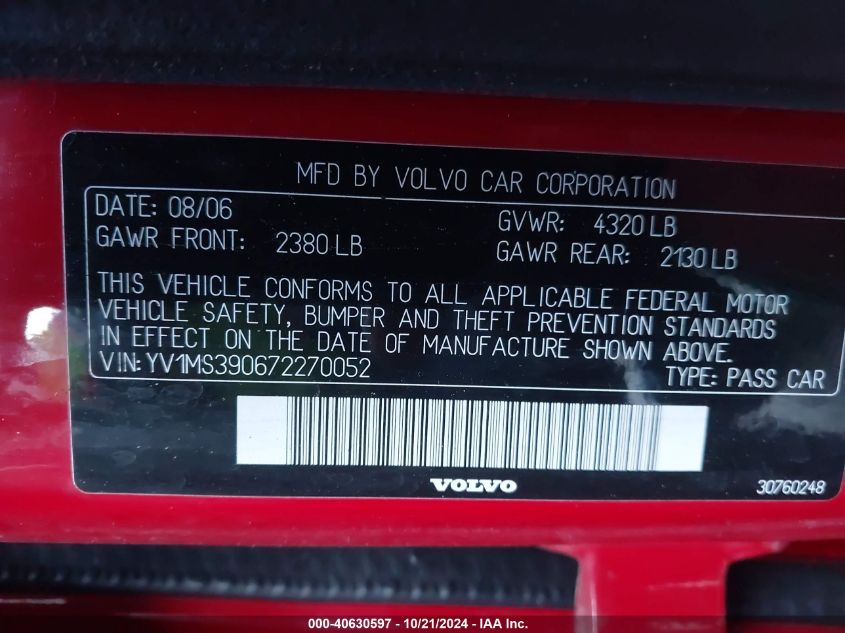 MFD BY VOLVO CAR CORPORATION
DATE: 08/06 GVWR: 4320 LB
GAWR FRONT: 2380 LB GAWR REAR: 2130 LB
THIS VEHICLE CONFORMS TO ALL APPLICABLE FEDERAL MOTOR
VEHICLE SAFETY, BUMPER AND THEFT PREVENTION STANDARDS
IN EFFECT ON THE DATE OF MANUFACTURE SHOWN ABOVE.
VIN: YV1MS390672270052 TYPE: PASS CAR
VOLVO 30760248
000-40630597 - 10/21/2024 - IAA Inc.